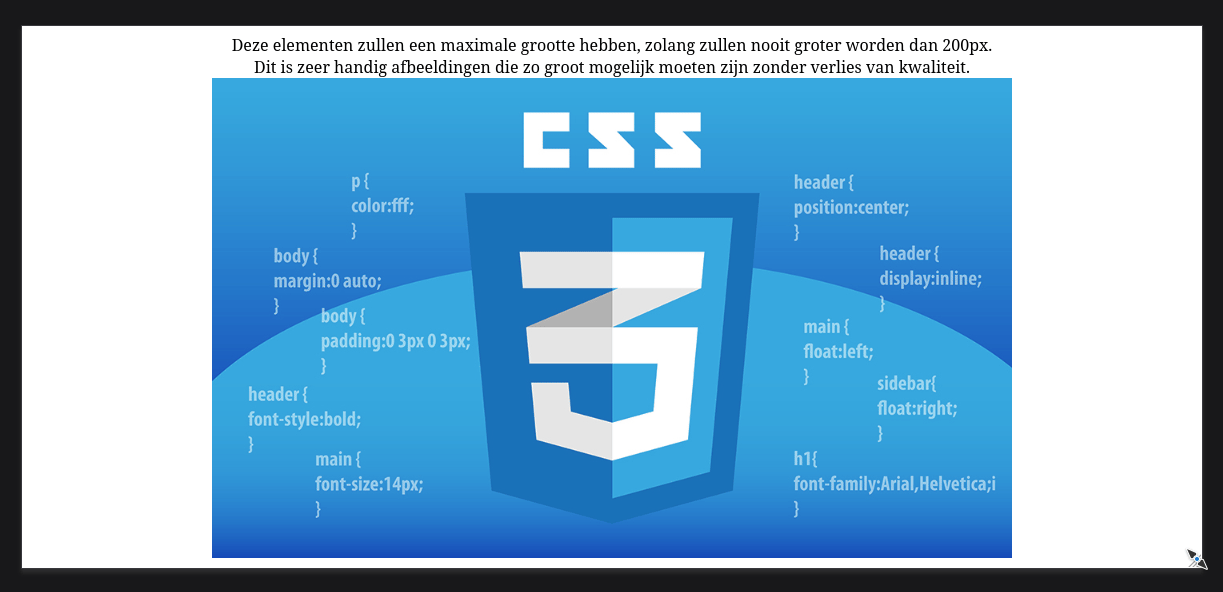 Deze elementen zullen een maximale grootte hebben, zolang zullen nooit groter worden dan 200px.
Dit is zeer handig afbeeldingen die zo groot mogelijk moeten zijn zonder verlies van kwaliteit.
CSS
p {
color:fff;
}
body {
margin:0 auto;
}
body {
padding:0 3px 0 3px;
}
header {
font-style:bold;
}
main {
font-size:14px;
}
3
header {
position:center;
}
header {
display:inline;
}
main {
float:left;
}
sidebar{
float:right;
}
h1{
font-family:Arial,Helvetica;i
}